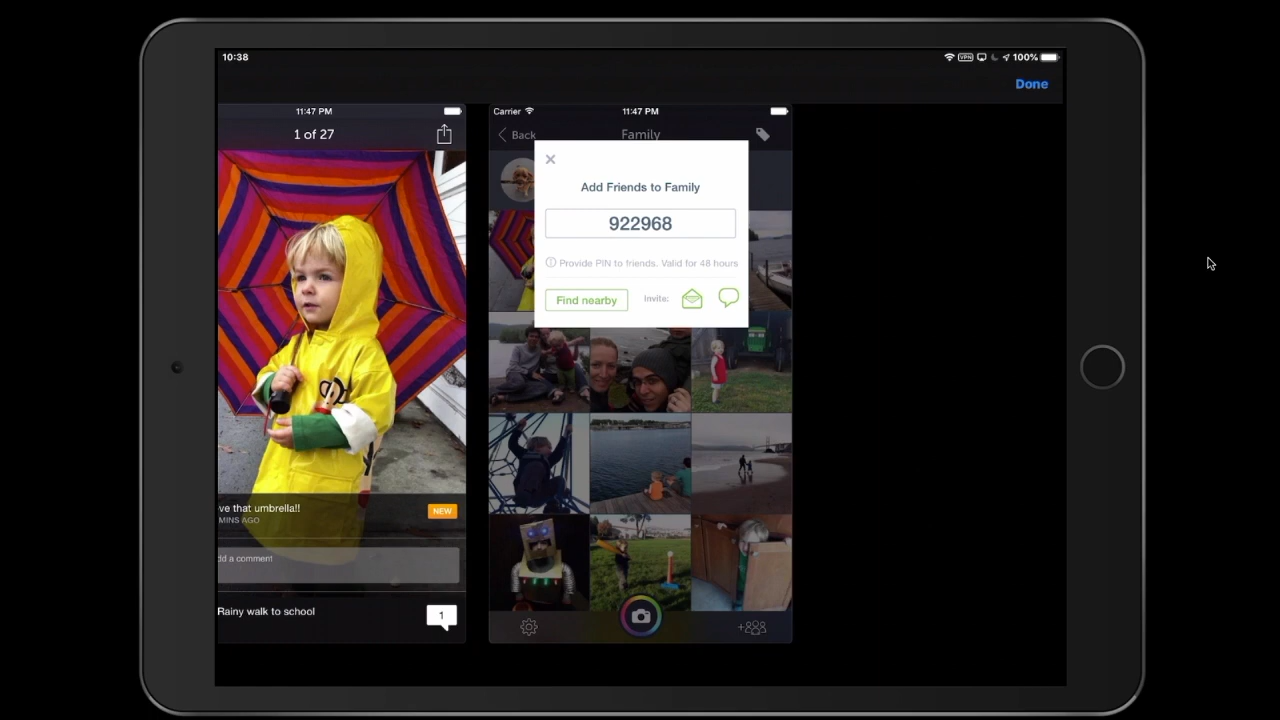 10:38
VPN
100%
Done
11:47 PM
1 of 27
ve that umbrella!!
MINS AGO
NEW
dd a comment
Rainy walk to school
1
Carrier
11:47 PM
Back
Family
Add Friends to Family
922968
Provide PIN to friends. Valid for 48 hours
Find nearby
Invite: